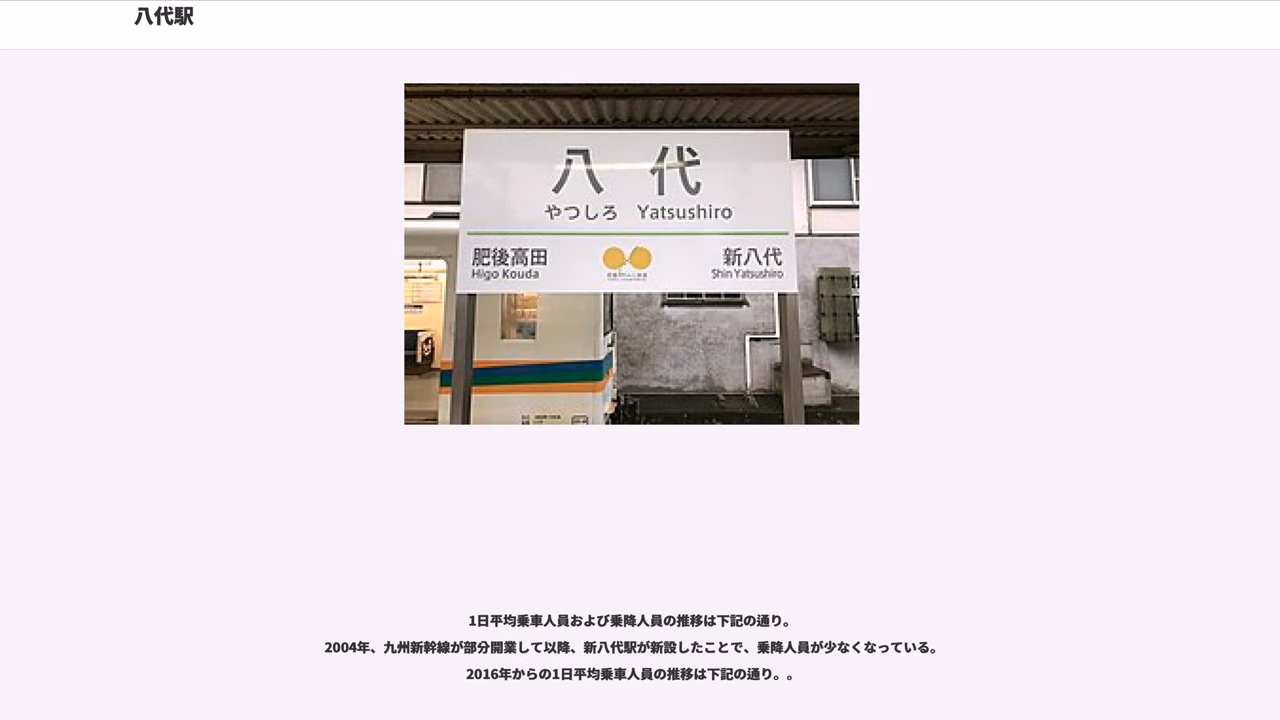 八代駅
八代
やつしろ Yatsushiro
肥後高田 新八代
Higo Kouda Shin Yatsushiro
1日平均乗車人員および乗降人員の推移は下記の通り。
2004年、九州新幹線が部分開業して以降、新八代駅が新設したことで、乗降人員が少なくなっている。
2016年からの1日平均乗車人員の推移は下記の通り。。